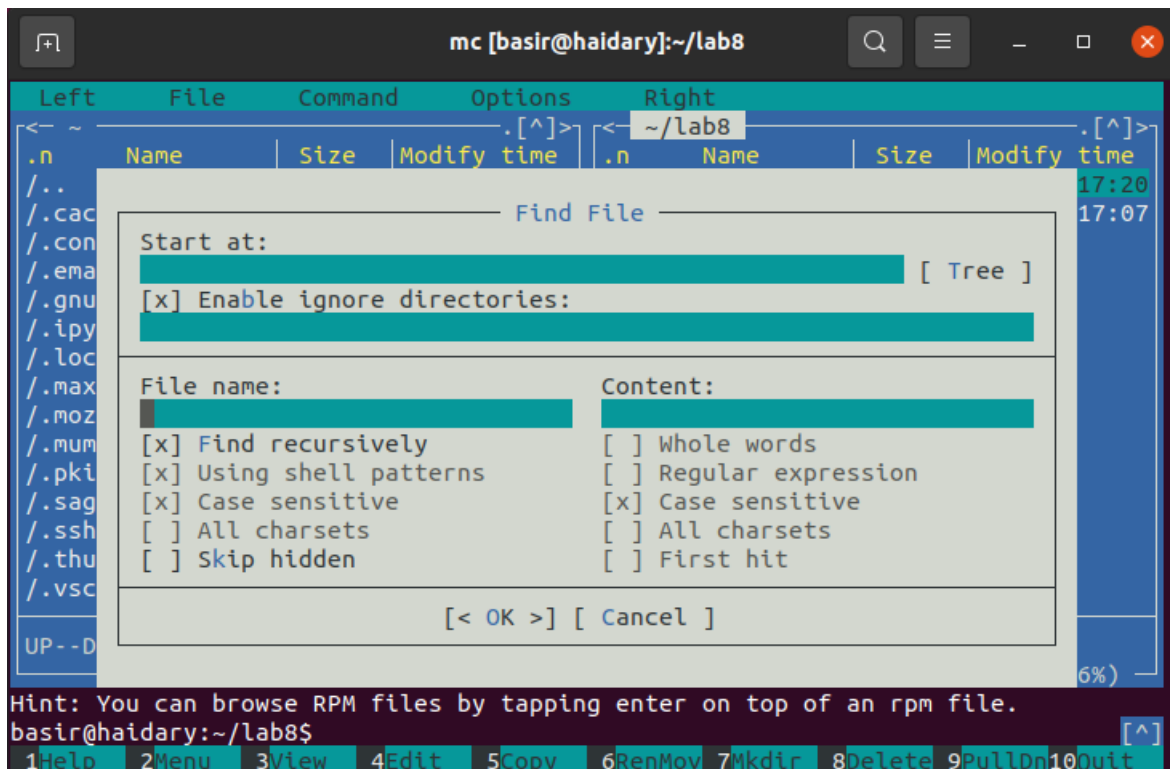 mc [basir@haidary]:~/lab8
Left File Command Options Right
<— ~ .[^]> <— ~/lab8 .[^]>
.n Name Size Modify time .n Name Size Modify time
/.. 17:20
/.cac Find File 17:07
/.con Start at:
/.ema [ Tree ]
/.gnu [x] Enable ignore directories:
/.ipy
/.loc
/.max File name: Content:
/.moz
/.mum [x] Find recursively [ ] Whole words
/.pki [x] Using shell patterns [ ] Regular expression
/.sag [x] Case sensitive [x] Case sensitive
/.ssh [ ] All charsets [ ] All charsets
/.thu [ ] Skip hidden [ ] First hit
/.vsc
[< OK >] [ Cancel ]
UP--D
6%)
Hint: You can browse RPM files by tapping enter on top of an rpm file.
basir@haidary:~/lab8$ [^]
1Help 2Menu 3View 4Edit 5Copy 6RenMov 7Mkdir 8Delete 9PullDn 10Quit